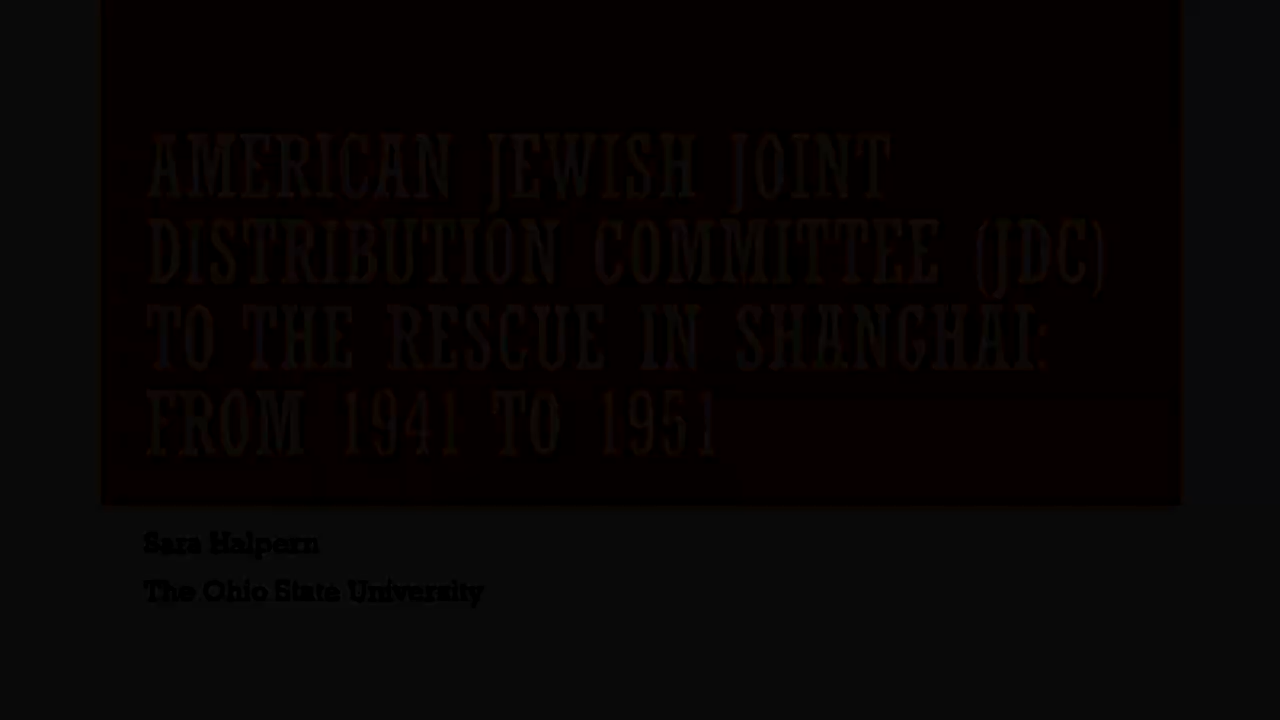 AMERICAN JEWISH JOINT
DISTRIBUTION COMMITTEE (JDC)
TO THE RESCUE IN SHANGHAI:
FROM 1941 TO 1951
Sara Halpern
The Ohio State University